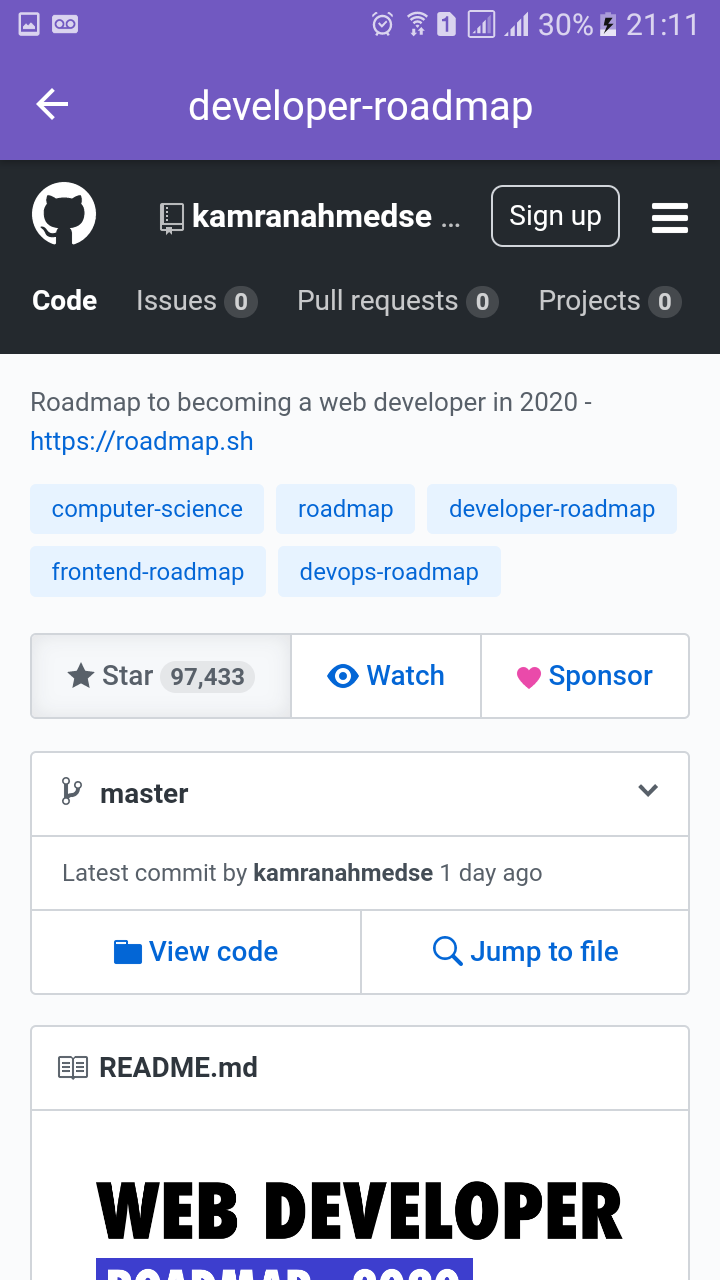 1 30% 21:11
developer-roadmap
kamranahmedse ... Sign up
Code Issues 0 Pull requests 0 Projects 0
Roadmap to becoming a web developer in 2020 -
https://roadmap.sh
computer-science roadmap developer-roadmap
frontend-roadmap devops-roadmap
Star 97,433 Watch Sponsor
master
Latest commit by kamranahmedse 1 day ago
View code Jump to file
README.md
WEB DEVELOPER
ROADMAP - 2020